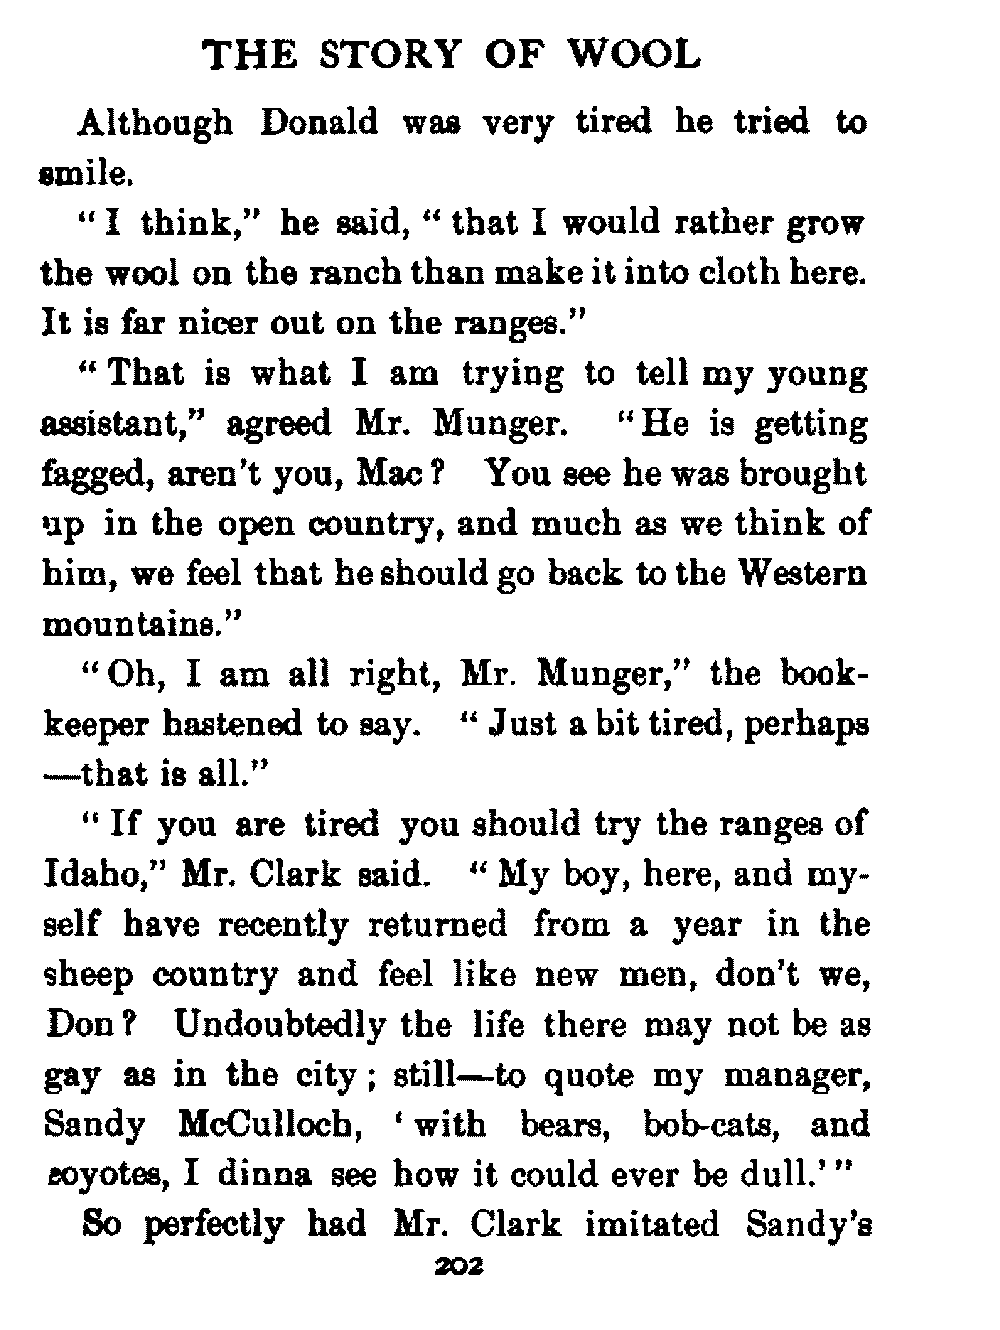 THE STORY OF WOOL
Although Donald was very tired he tried to
smile.
“ I think,” he said, “ that I would rather grow
the wool on the ranch than make it into cloth here.
It is far nicer out on the ranges.”
“ That is what I am trying to tell my young
assistant,” agreed Mr. Munger. “ He is getting
fagged, aren't you, Mac ? You see he was brought
up in the open country, and much as we think of
him, we feel that he should go back to the Western
mountains.”
“ Oh, I am all right, Mr. Munger,” the book-
keeper hastened to say. “ Just a bit tired, perhaps
—that is all.”
“ If you are tired you should try the ranges of
Idaho,” Mr. Clark said. “ My boy, here, and my-
self have recently returned from a year in the
sheep country and feel like new men, don't we,
Don ? Undoubtedly the life there may not be as
gay as in the city ; still—to quote my manager,
Sandy McCulloch, ‘ with bears, bob-cats, and
coyotes, I dinna see how it could ever be dull.’ ”
So perfectly had Mr. Clark imitated Sandy's
202